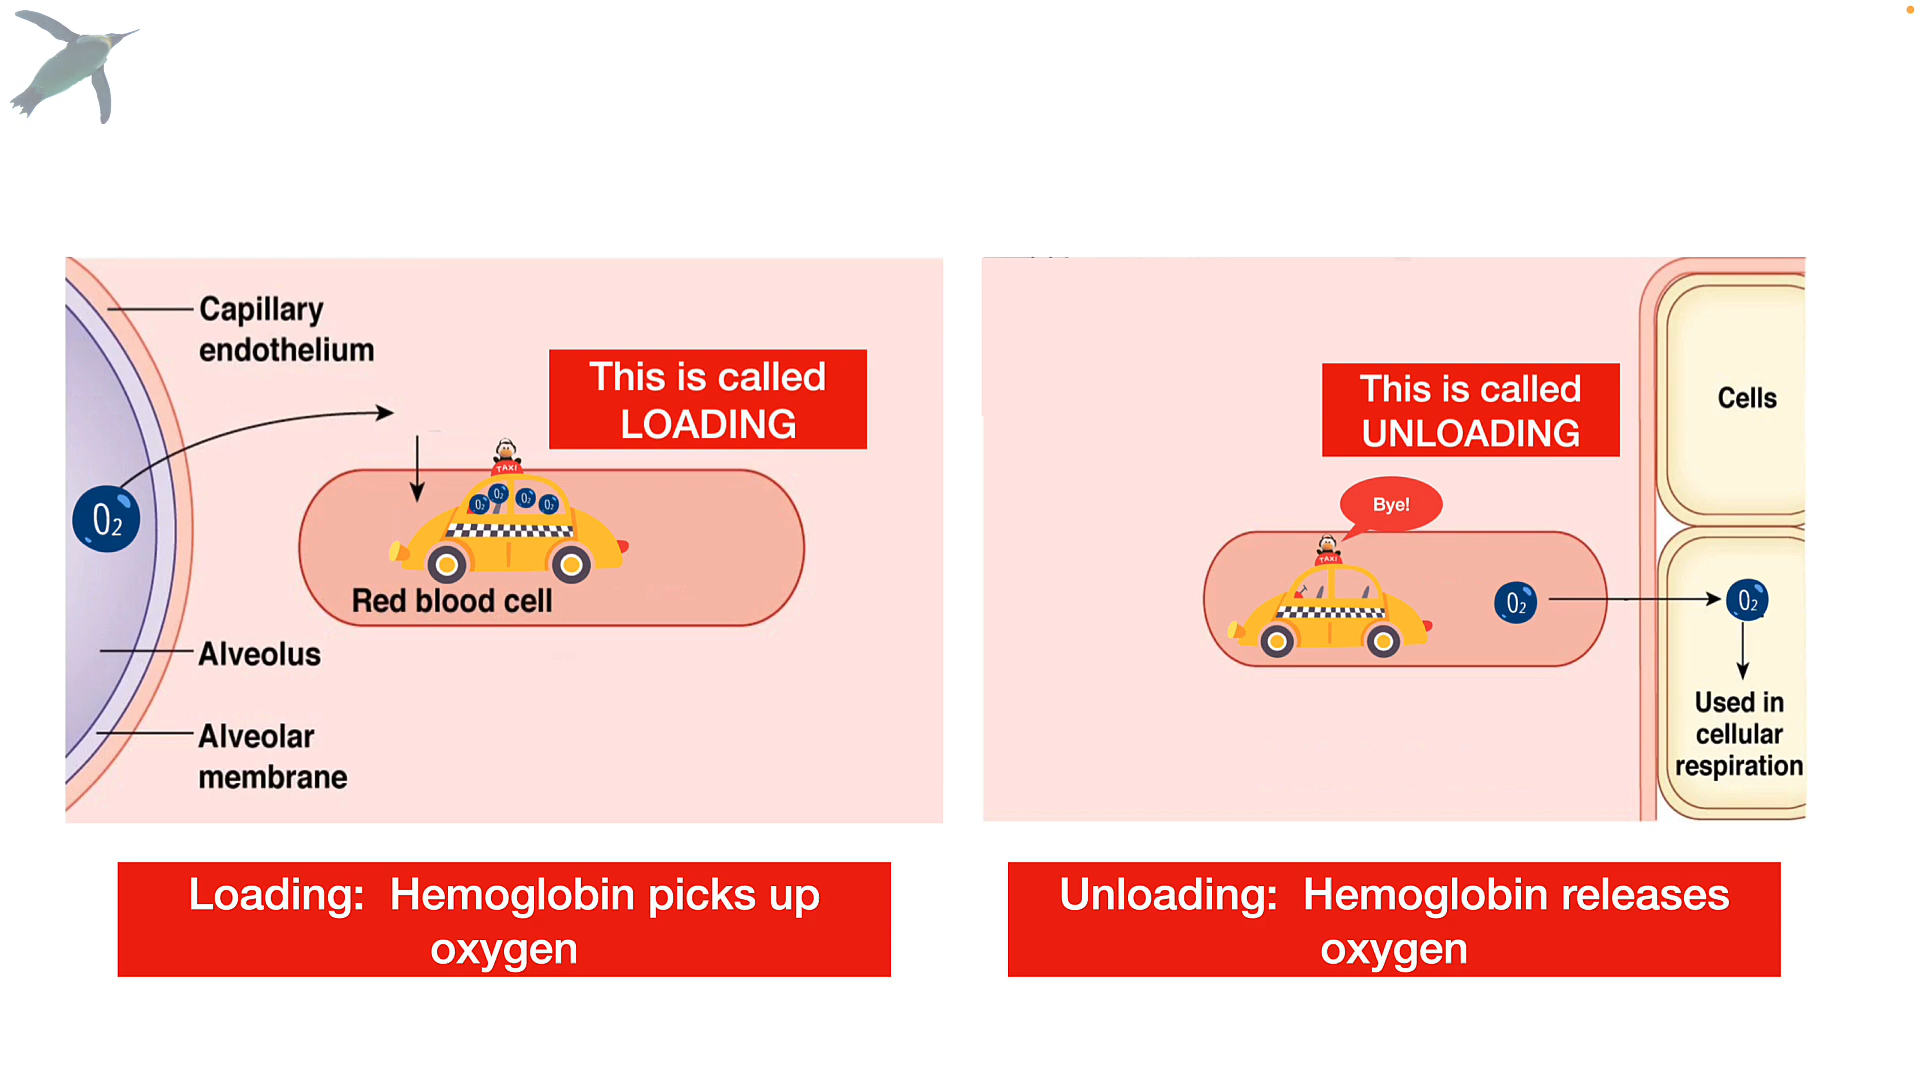 Capillary
endothelium
This is called
LOADING
TAXI
O2
O2
O2
O2
O2
Red blood cell
Alveolus
Alveolar
membrane
Loading: Hemoglobin picks up
oxygen
This is called
UNLOADING
Cells
Bye!
TAXI
O2
O2
Used in
cellular
respiration
Unloading: Hemoglobin releases
oxygen